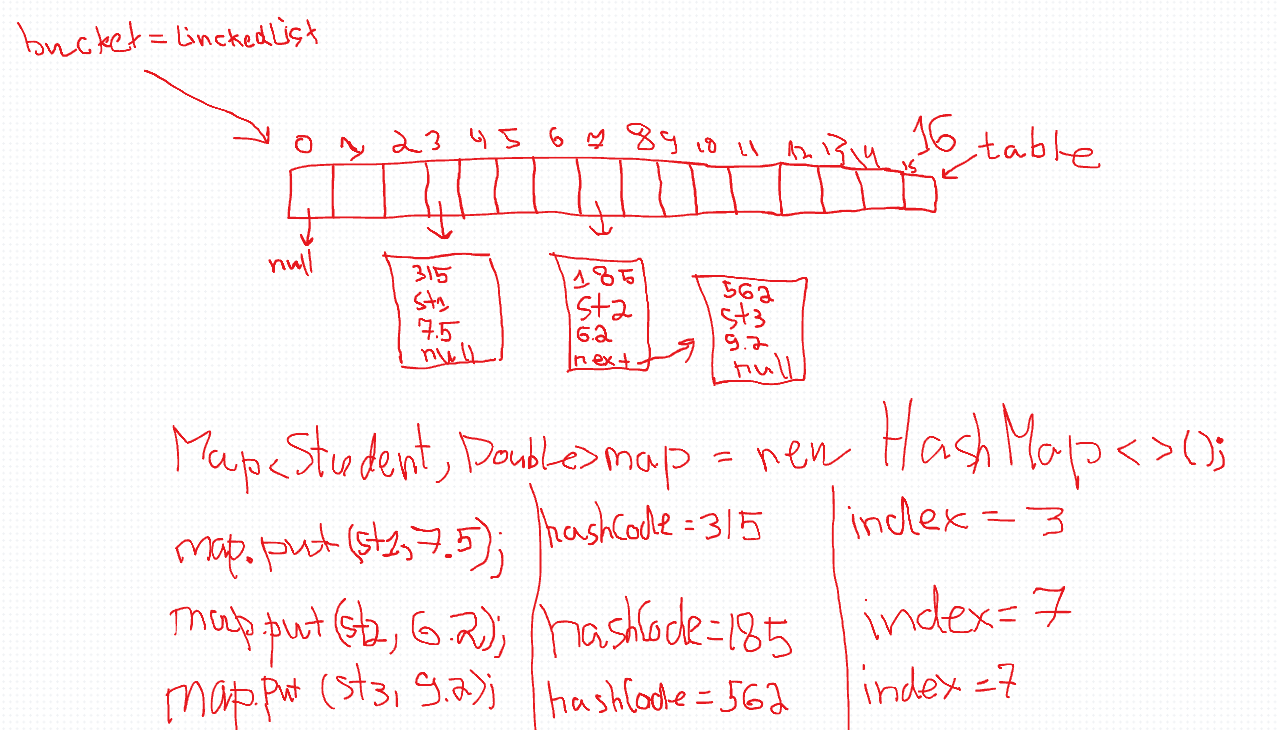 bucket = LinckedList
0 1 2 3 4 5 6 7 8 9 10 11 12 13 14 15 16
table
null
315
st1
7.5
null
185
st2
6.2
next
562
st3
9.2
null
Map<Student, Double> map = new HashMap<>();
map.put(st1, 7.5); hashCode = 315 index = 3
map.put(st2, 6.2); hashCode = 185 index = 7
map.put(st3, 9.2); hashCode = 562 index = 7